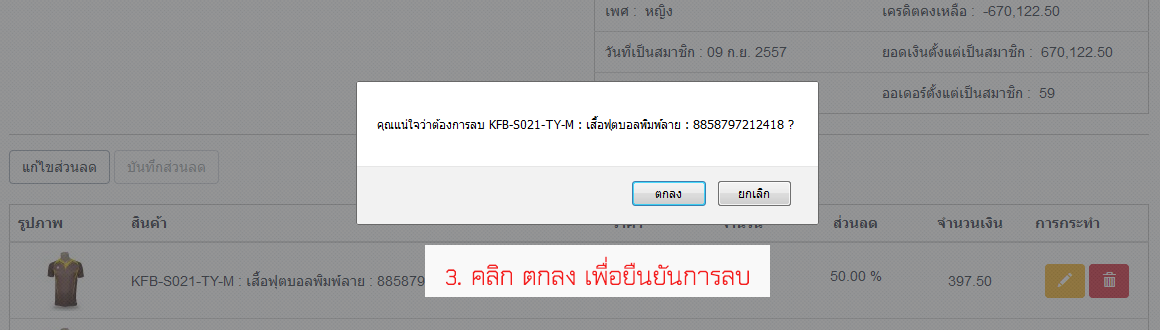 เพศ : หญิง เครดิตคงเหลือ : -670,122.50
วันที่เป็นสมาชิก : 09 ก.ย. 2557 ยอดเงินตั้งแต่เป็นสมาชิก : 670,122.50
ออเดอร์ตั้งแต่เป็นสมาชิก : 59
คุณแน่ใจว่าต้องการลบ KFB-S021-TY-M : เสื้อฟุตบอลพิมพ์ลาย : 8858797212418 ?
แก้ไขส่วนลด บันทึกส่วนลด
ตกลง ยกเลิก
รูปภาพ สินค้า ส่วนลด จำนวนเงิน การกระทำ
3. คลิก ตกลง เพื่อยืนยันการลบ
KFB-S021-TY-M : เสื้อฟุตบอลพิมพ์ลาย : 885879 50.00 % 397.50